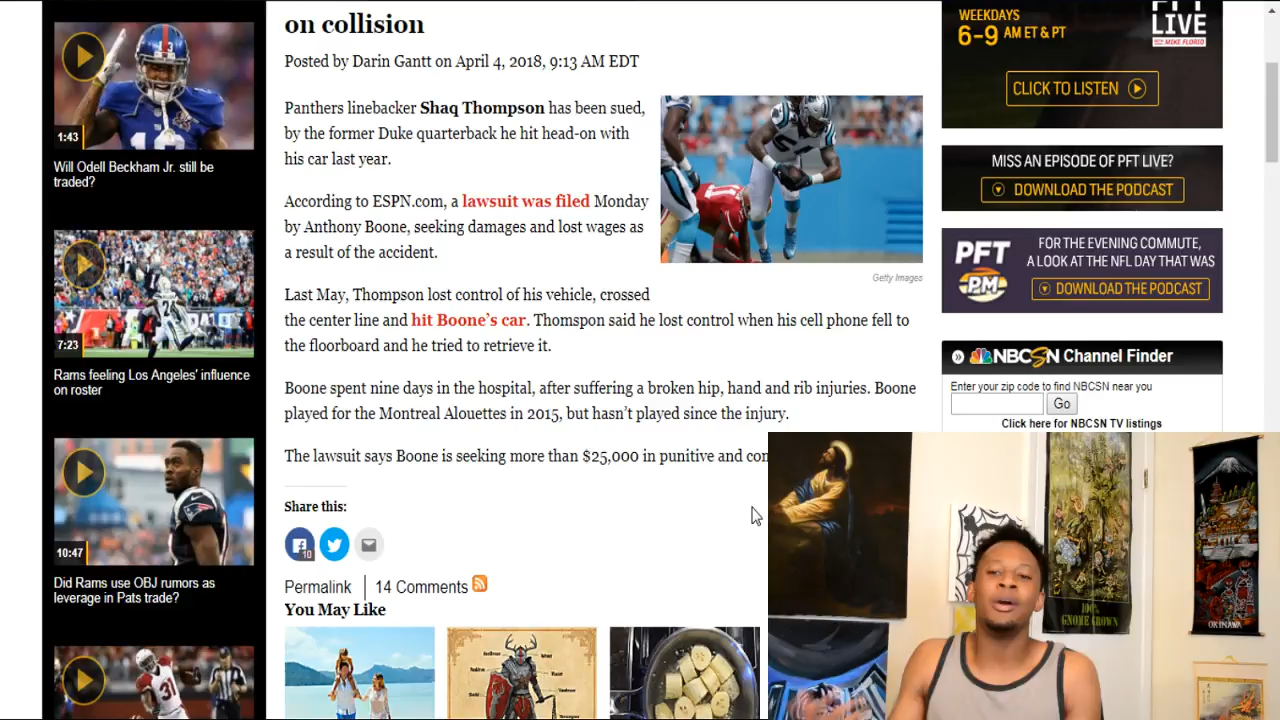 on collision
Posted by Darin Gantt on April 4, 2018, 9:13 AM EDT
Panthers linebacker Shaq Thompson has been sued,
by the former Duke quarterback he hit head-on with
his car last year.
According to ESPN.com, a lawsuit was filed Monday
by Anthony Boone, seeking damages and lost wages as
a result of the accident.
Getty Images
Last May, Thompson lost control of his vehicle, crossed
the center line and hit Boone's car. Thomspon said he lost control when his cell phone fell to
the floorboard and he tried to retrieve it.
Boone spent nine days in the hospital, after suffering a broken hip, hand and rib injuries. Boone
played for the Montreal Alouettes in 2015, but hasn't played since the injury.
The lawsuit says Boone is seeking more than $25,000 in punitive and con
Share this:
10
Permalink
14 Comments
You May Like
1:43
Will Odell Beckham Jr. still be
traded?
7:23
Rams feeling Los Angeles' influence
on roster
10:47
Did Rams use OBJ rumors as
leverage in Pats trade?
WEEKDAYS
6-9 AM ET & PT
PFT
LIVE
WITH MIKE FLORIO
CLICK TO LISTEN
MISS AN EPISODE OF PFT LIVE?
DOWNLOAD THE PODCAST
PFT
PM
FOR THE EVENING COMMUTE,
A LOOK AT THE NFL DAY THAT WAS
DOWNLOAD THE PODCAST
NBCSN Channel Finder
Enter your zip code to find NBCSN near you
Go
Click here for NBCSN TV listings
100%
GNOME GROWN
OKINAWA